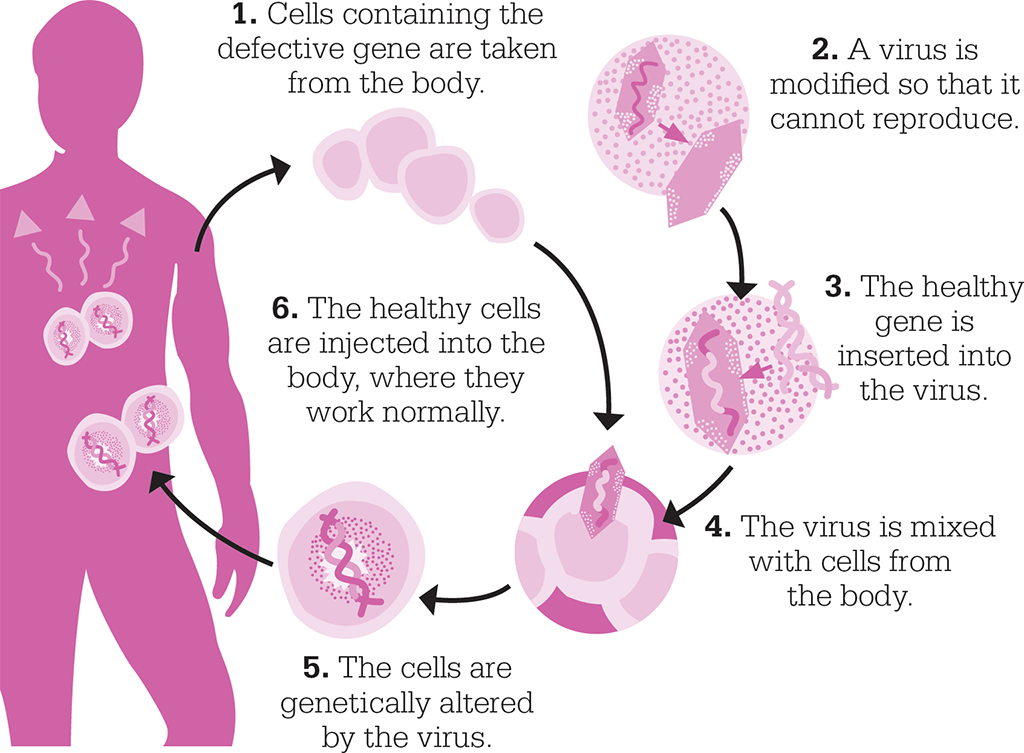 1. Cells containing the
defective gene are taken
from the body.
2. A virus is
modified so that it
cannot reproduce.
3. The healthy
gene is
inserted into
the virus.
4. The virus is mixed
with cells from
the body.
5. The cells are
genetically altered
by the virus.
6. The healthy cells
are injected into the
body, where they
work normally.